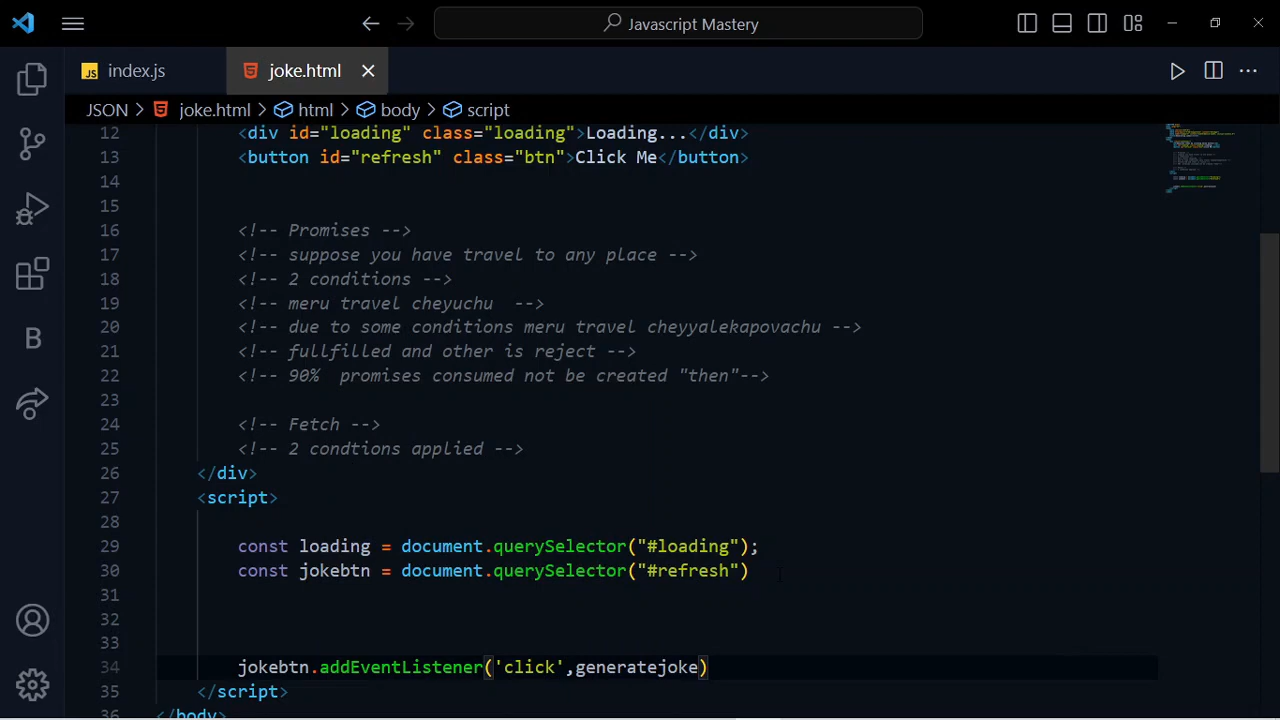 Javascript Mastery
JS index.js
joke.html
JSON > joke.html > html > body > script
12 <div id="loading" class="loading">Loading...</div>
13 <button id="refresh" class="btn">Click Me</button>
14
15
16 <!-- Promises -->
17 <!-- suppose you have travel to any place -->
18 <!-- 2 conditions -->
19 <!-- meru travel cheyuchu  -->
20 <!-- due to some conditions meru travel cheyyalekapovachu -->
21 <!-- fullfilled and other is reject -->
22 <!-- 90%  promises consumed not be created "then"-->
23
24 <!-- Fetch -->
25 <!-- 2 condtions applied -->
26 </div>
27 <script>
28
29 const loading = document.querySelector("#loading");
30 const jokebtn = document.querySelector("#refresh")
31
32
33
34 jokebtn.addEventListener('click',generatejoke)
35 </script>
36 </body>